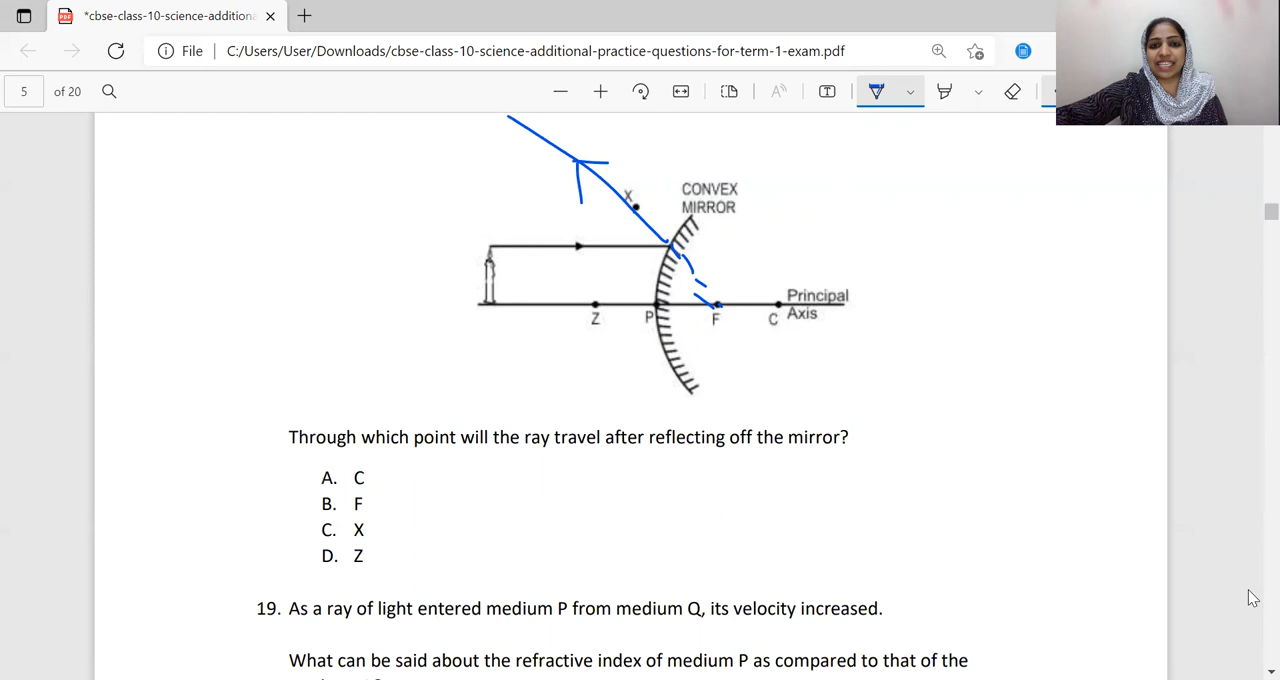 *cbse-class-10-science-additiona
File C:/Users/User/Downloads/cbse-class-10-science-additional-practice-questions-for-term-1-exam.pdf
5 of 20
X
CONVEX
MIRROR
Z P F C Principal
Axis
Through which point will the ray travel after reflecting off the mirror?
A. C
B. F
C. X
D. Z
19. As a ray of light entered medium P from medium Q, its velocity increased.
What can be said about the refractive index of medium P as compared to that of the